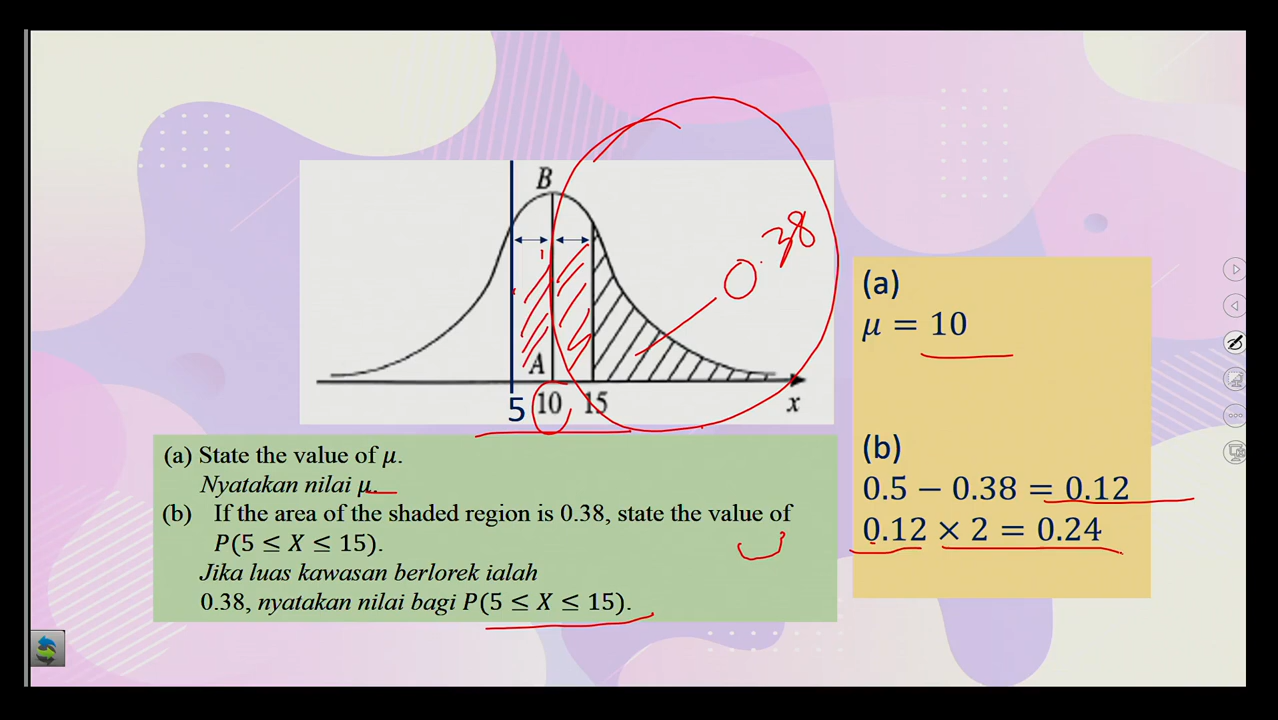 B
0.38
A
5 10 15 x
(a) State the value of μ.
Nyatakan nilai μ.
(b) If the area of the shaded region is 0.38, state the value of
P(5 ≤ X ≤ 15).
Jika luas kawasan berlorek ialah
0.38, nyatakan nilai bagi P(5 ≤ X ≤ 15).
(a)
μ = 10
(b)
0.5 − 0.38 = 0.12
0.12 × 2 = 0.24